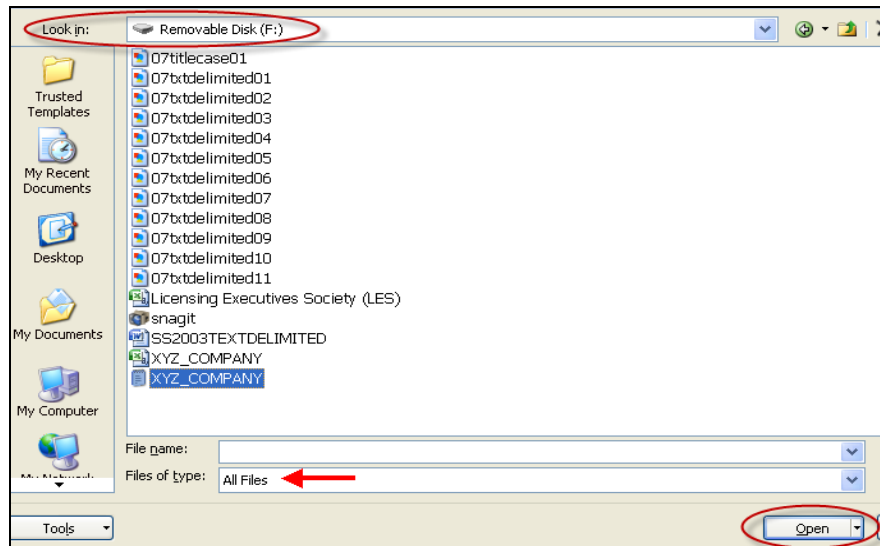 Look in: Removable Disk (F:)
07titlecase01
07txtdelimited01
07txtdelimited02
07txtdelimited03
07txtdelimited04
07txtdelimited05
07txtdelimited06
07txtdelimited07
07txtdelimited08
07txtdelimited09
07txtdelimited10
07txtdelimited11
Licensing Executives Society (LES)
snagit
SS2003TEXTDELIMITED
XYZ_COMPANY
XYZ_COMPANY
Trusted
Templates
My Recent
Documents
Desktop
My Documents
My Computer
My Network
File name:
Files of type: All Files
Tools
Open